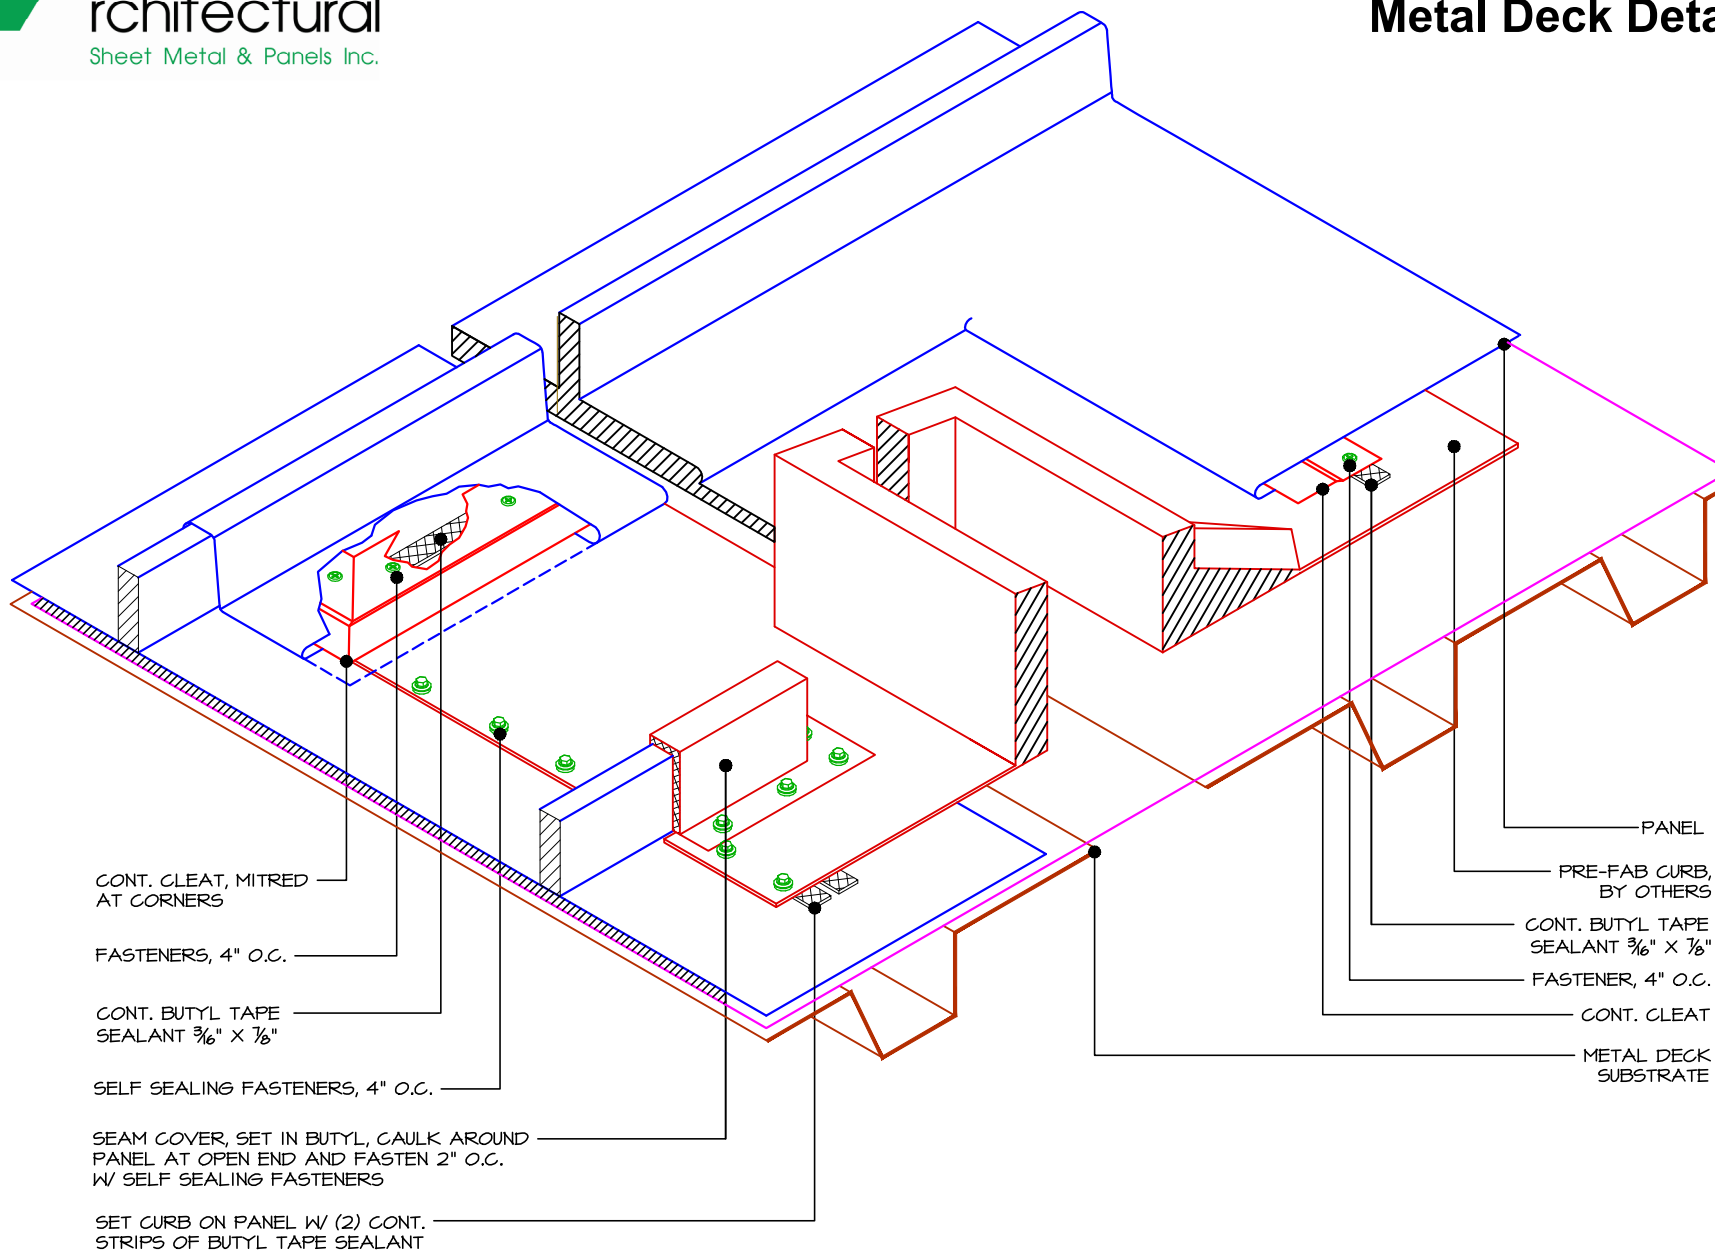 rchitectural
Sheet Metal & Panels Inc.
Metal Deck Deta
CONT. CLEAT, MITRED
AT CORNERS
FASTENERS, 4" O.C.
CONT. BUTYL TAPE
SEALANT 3/16" X 7/8"
SELF SEALING FASTENERS, 4" O.C.
SEAM COVER, SET IN BUTYL, CAULK AROUND
PANEL AT OPEN END AND FASTEN 2" O.C.
W/ SELF SEALING FASTENERS
SET CURB ON PANEL W/ (2) CONT.
STRIPS OF BUTYL TAPE SEALANT
PANEL
PRE-FAB CURB,
BY OTHERS
CONT. BUTYL TAPE
SEALANT 3/16" X 7/8"
FASTENER, 4" O.C.
CONT. CLEAT
METAL DECK
SUBSTRATE